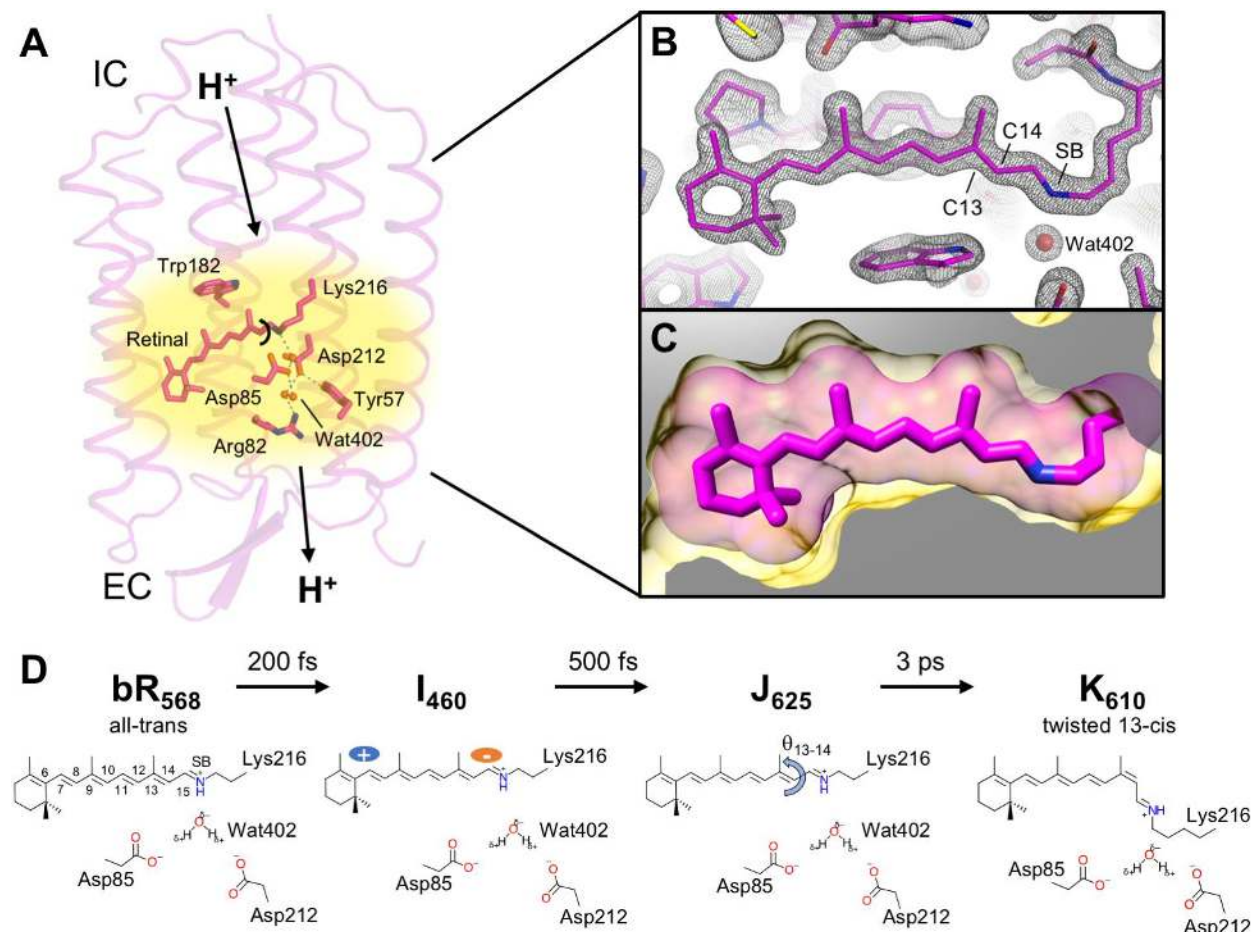 A
IC
H+
Trp182
Lys216
Retinal
Asp212
Asp85
Tyr57
Arg82
Wat402
EC
H+
B
C14
SB
C13
Wat402
C
D
200 fs
500 fs
3 ps
bR568
I460
J625
K610
all-trans
twisted 13-cis
SB
Lys216
6
8
10
12
14
7
9
11
13
15
N
H
+
δ-
O
H
H
δ+
δ+
Wat402
O
O-
Asp85
-O
O
Asp212
+
-
Lys216
N
H
+
δ-
O
H
H
δ+
δ+
Wat402
O
O-
Asp85
-O
O
Asp212
θ13-14
Lys216
N
H
+
δ-
O
H
H
δ+
δ+
Wat402
O
O-
Asp85
-O
O
Asp212
NH
+
Lys216
δ-
O
H
H
δ+
δ+
Wat402
O
O-
Asp85
-O
O
Asp212